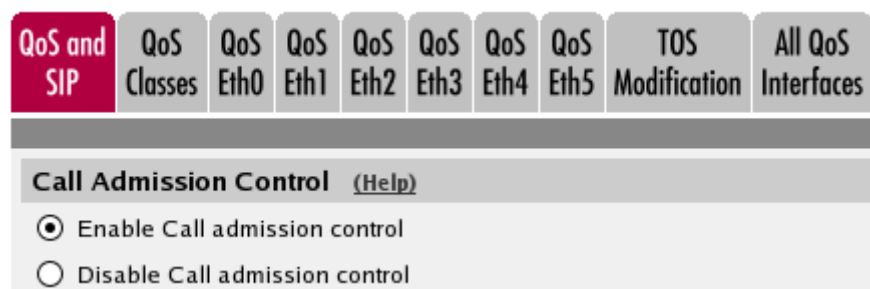 QoS and SIP
QoS Classes
QoS Eth0
QoS Eth1
QoS Eth2
QoS Eth3
QoS Eth4
QoS Eth5
TOS Modification
All QoS Interfaces
Call Admission Control (Help)
Enable Call admission control
Disable Call admission control